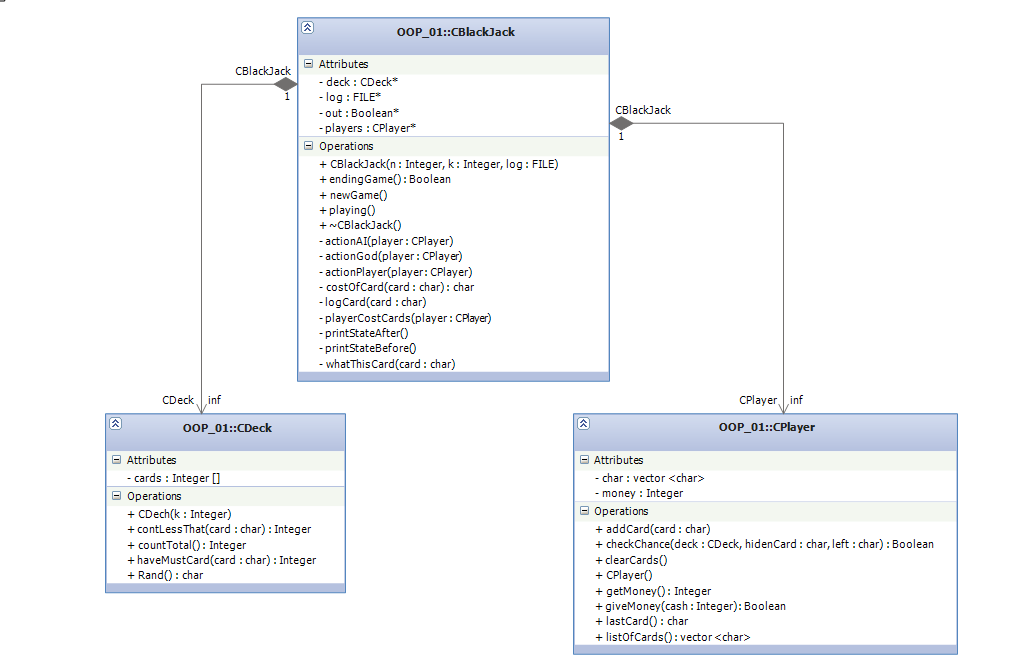 OOP_01::CBlackJack
Attributes
- deck : CDeck*
- log : FILE*
- out : Boolean*
- players : CPlayer*
Operations
+ CBlackJack(n : Integer, k : Integer, log : FILE)
+ endingGame() : Boolean
+ newGame()
+ playing()
+ ~CBlackJack()
- actionAI(player : CPlayer)
- actionGod(player : CPlayer)
- actionPlayer(player : CPlayer)
- costOfCard(card : char) : char
- logCard(card : char)
- playerCostCards(player : CPlayer)
- printStateAfter()
- printStateBefore()
- whatThisCard(card : char)
CBlackJack
1
CBlackJack
1
CDeck inf
CPlayer inf
OOP_01::CDeck
Attributes
- cards : Integer []
Operations
+ CDech(k : Integer)
+ contLessThat(card : char) : Integer
+ countTotal() : Integer
+ haveMustCard(card : char) : Integer
+ Rand() : char
OOP_01::CPlayer
Attributes
- char : vector <char>
- money : Integer
Operations
+ addCard(card : char)
+ checkChance(deck : CDeck, hidenCard : char, left : char) : Boolean
+ clearCards()
+ CPlayer()
+ getMoney() : Integer
+ giveMoney(cash : Integer) : Boolean
+ lastCard() : char
+ listOfCards() : vector <char>